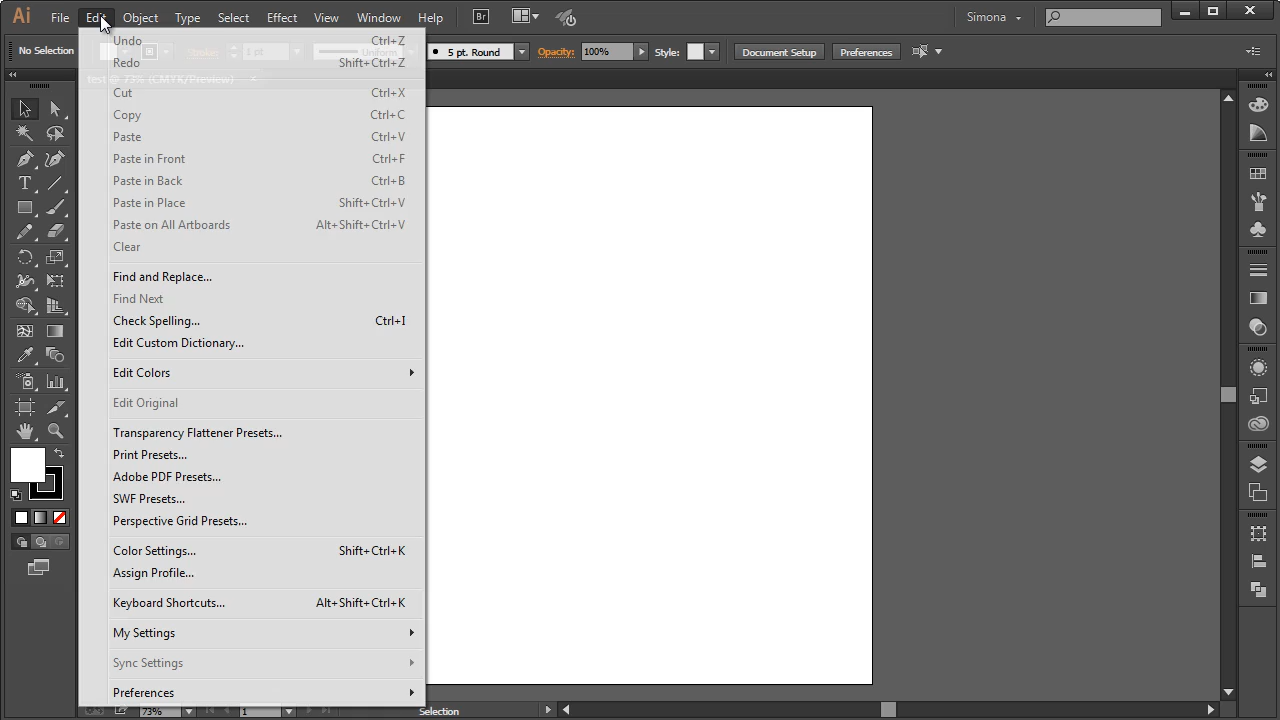 Ai File Edit Object Type Select Effect View Window Help Br Simona
No Selection Stroke: 1 pt Uniform 5 pt. Round Opacity: 100% Style: Document Setup Preferences
test @ 73% (CMYK/Preview) ×
Undo Ctrl+Z
Redo Shift+Ctrl+Z
Cut Ctrl+X
Copy Ctrl+C
Paste Ctrl+V
Paste in Front Ctrl+F
Paste in Back Ctrl+B
Paste in Place Shift+Ctrl+V
Paste on All Artboards Alt+Shift+Ctrl+V
Clear
Find and Replace...
Find Next
Check Spelling... Ctrl+I
Edit Custom Dictionary...
Edit Colors
Edit Original
Transparency Flattener Presets...
Print Presets...
Adobe PDF Presets...
SWF Presets...
Perspective Grid Presets...
Color Settings... Shift+Ctrl+K
Assign Profile...
Keyboard Shortcuts... Alt+Shift+Ctrl+K
My Settings
Sync Settings
Preferences
73% 1 Selection